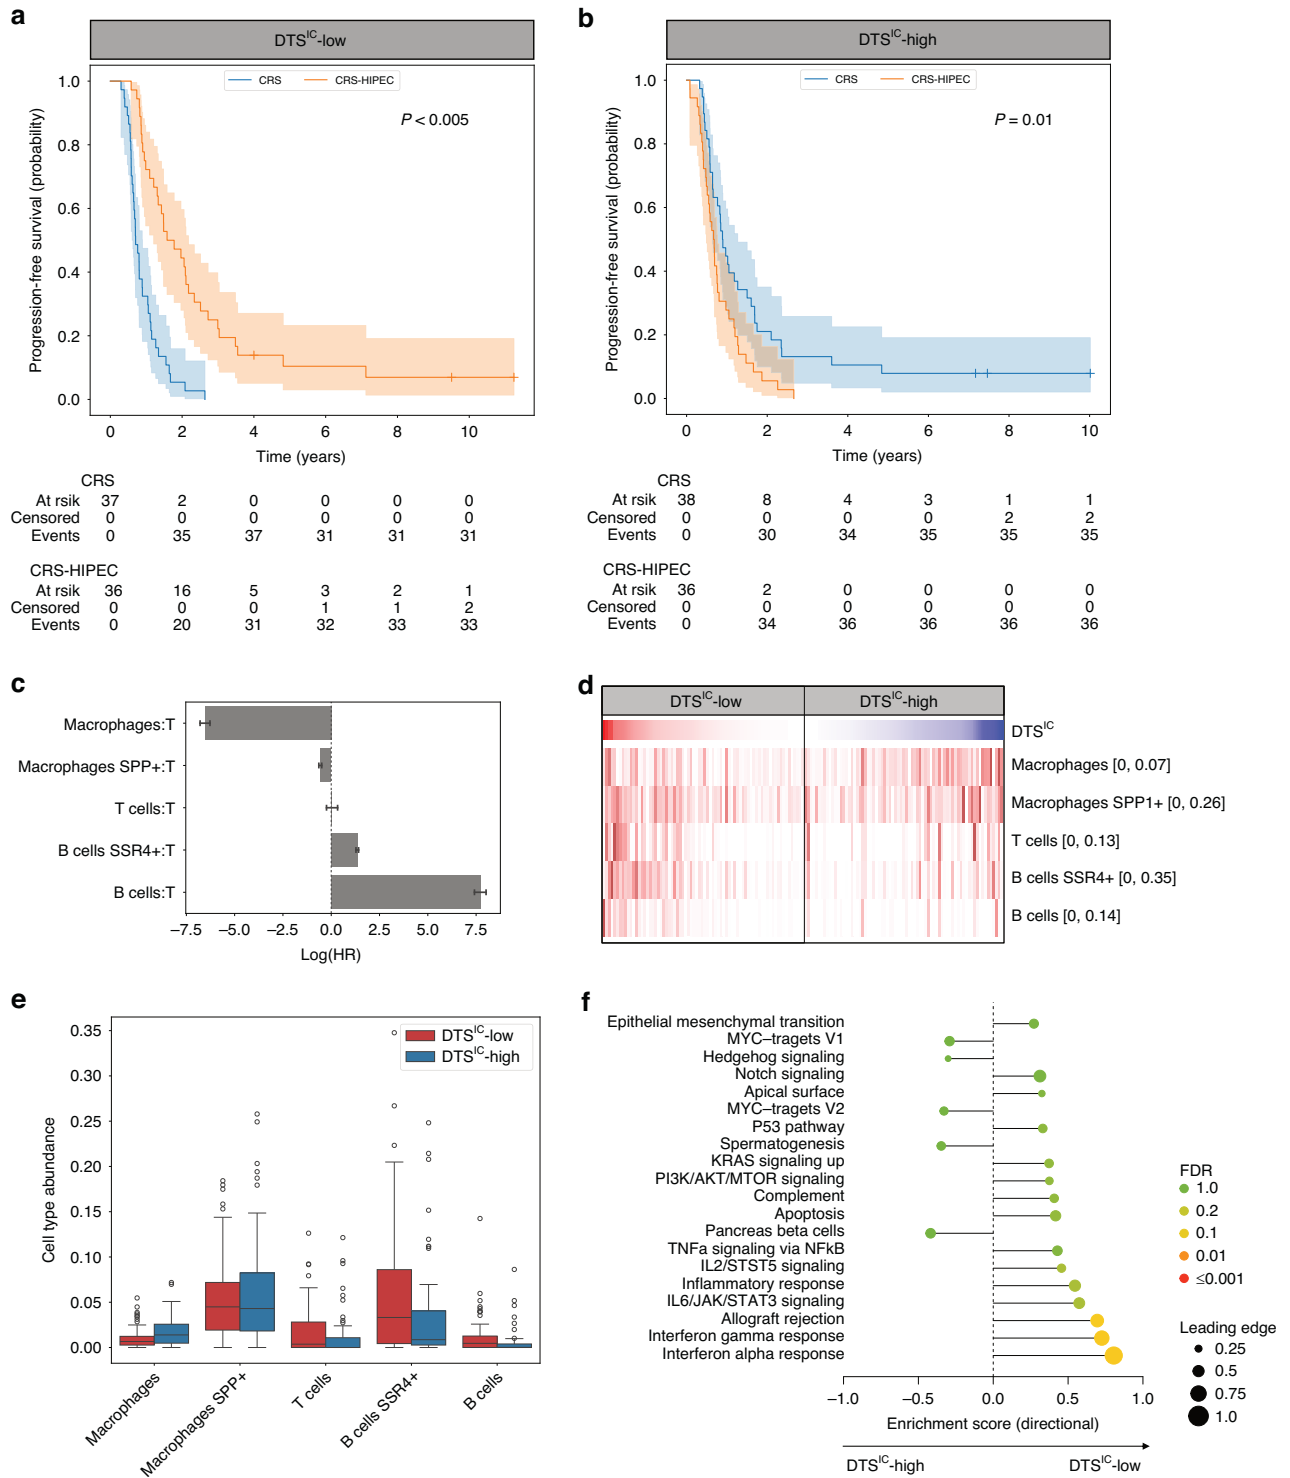 a
DTS^IC-low
CRS CRS-HIPEC
P < 0.005
Progression-free survival (probability)
1.0
0.8
0.6
0.4
0.2
0.0
0 2 4 6 8 10
Time (years)
CRS
At rsik 37 2 0 0 0 0
Censored 0 0 0 0 0 0
Events 0 35 37 31 31 31
CRS-HIPEC
At rsik 36 16 5 3 2 1
Censored 0 0 0 1 1 2
Events 0 20 31 32 33 33
b
DTS^IC-high
CRS CRS-HIPEC
P = 0.01
Progression-free survival (probability)
1.0
0.8
0.6
0.4
0.2
0.0
0 2 4 6 8 10
Time (years)
CRS
At rsik 38 8 4 3 1 1
Censored 0 0 0 0 2 2
Events 0 30 34 35 35 35
CRS-HIPEC
At rsik 36 2 0 0 0 0
Censored 0 0 0 0 0 0
Events 0 34 36 36 36 36
c
Macrophages:T
Macrophages SPP+:T
T cells:T
B cells SSR4+:T
B cells:T
−7.5 −5.0 −2.5 0.0 2.5 5.0 7.5
Log(HR)
d
DTS^IC-low DTS^IC-high
DTS^IC
Macrophages [0, 0.07]
Macrophages SPP1+ [0, 0.26]
T cells [0, 0.13]
B cells SSR4+ [0, 0.35]
B cells [0, 0.14]
e
DTS^IC-low
DTS^IC-high
Cell type abundance
0.35
0.30
0.25
0.20
0.15
0.10
0.05
0.00
Macrophages
Macrophages SPP+
T cells
B cells SSR4+
B cells
f
Epithelial mesenchymal transition
MYC−tragets V1
Hedgehog signaling
Notch signaling
Apical surface
MYC−tragets V2
P53 pathway
Spermatogenesis
KRAS signaling up
PI3K/AKT/MTOR signaling
Complement
Apoptosis
Pancreas beta cells
TNFa signaling via NFkB
IL2/STST5 signaling
Inflammatory response
IL6/JAK/STAT3 signaling
Allograft rejection
Interferon gamma response
Interferon alpha response
−1.0 −0.5 0.0 0.5 1.0
Enrichment score (directional)
DTS^IC-high DTS^IC-low
FDR
1.0
0.2
0.1
0.01
≤0.001
Leading edge
0.25
0.5
0.75
1.0